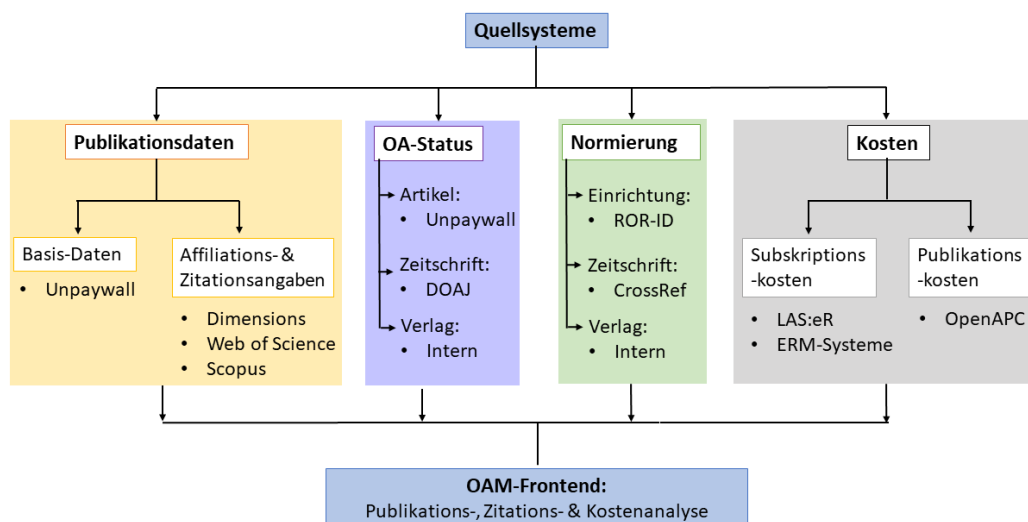 Quellsysteme
Publikationsdaten
Basis-Daten
• Unpaywall
Affiliations- &
Zitationsangaben
• Dimensions
• Web of Science
• Scopus
OA-Status
Artikel:
• Unpaywall
Zeitschrift:
• DOAJ
Verlag:
• Intern
Normierung
Einrichtung:
• ROR-ID
Zeitschrift:
• CrossRef
Verlag:
• Intern
Kosten
Subskriptions
-kosten
• LAS:eR
• ERM-Systeme
Publikations
-kosten
• OpenAPC
OAM-Frontend:
Publikations-, Zitations- & Kostenanalyse